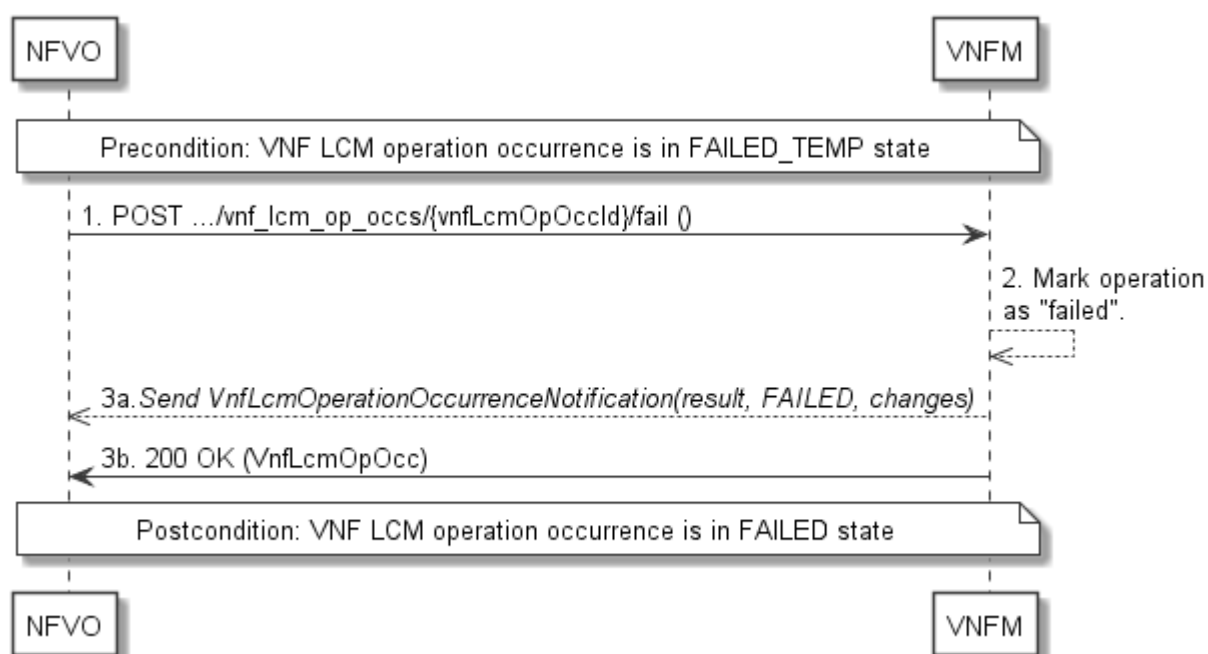 NFVO
VNFM
Precondition: VNF LCM operation occurrence is in FAILED_TEMP state
1. POST .../vnf_lcm_op_occs/{vnfLcmOpOccId}/fail ()
2. Mark operation
as "failed".
3a.Send VnfLcmOperationOccurrenceNotification(result, FAILED, changes)
3b. 200 OK (VnfLcmOpOcc)
Postcondition: VNF LCM operation occurrence is in FAILED state
NFVO
VNFM